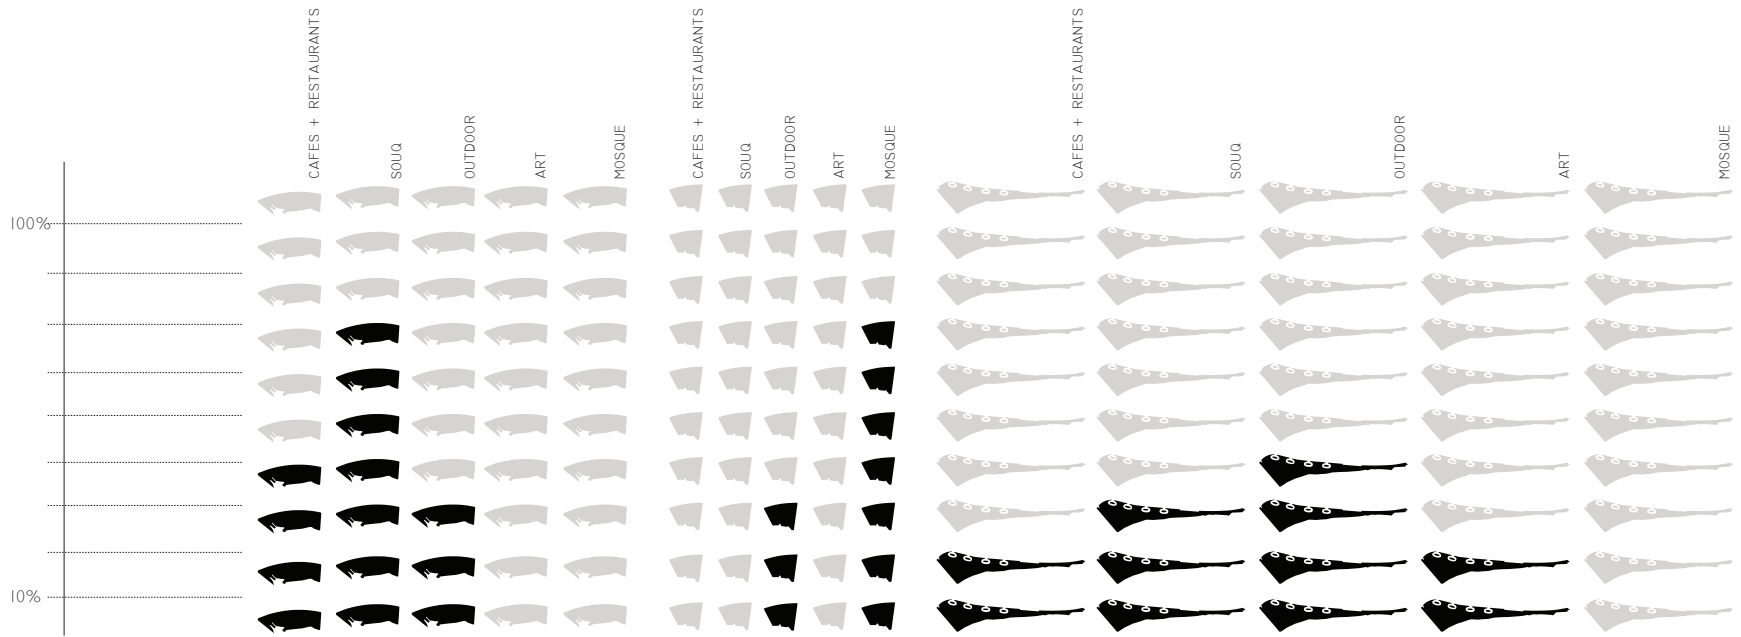 CAFES + RESTAURANTS
SOUQ
OUTDOOR
ART
MOSQUE
CAFES + RESTAURANTS
SOUQ
OUTDOOR
ART
MOSQUE
CAFES + RESTAURANTS
SOUQ
OUTDOOR
ART
MOSQUE
100%
10%